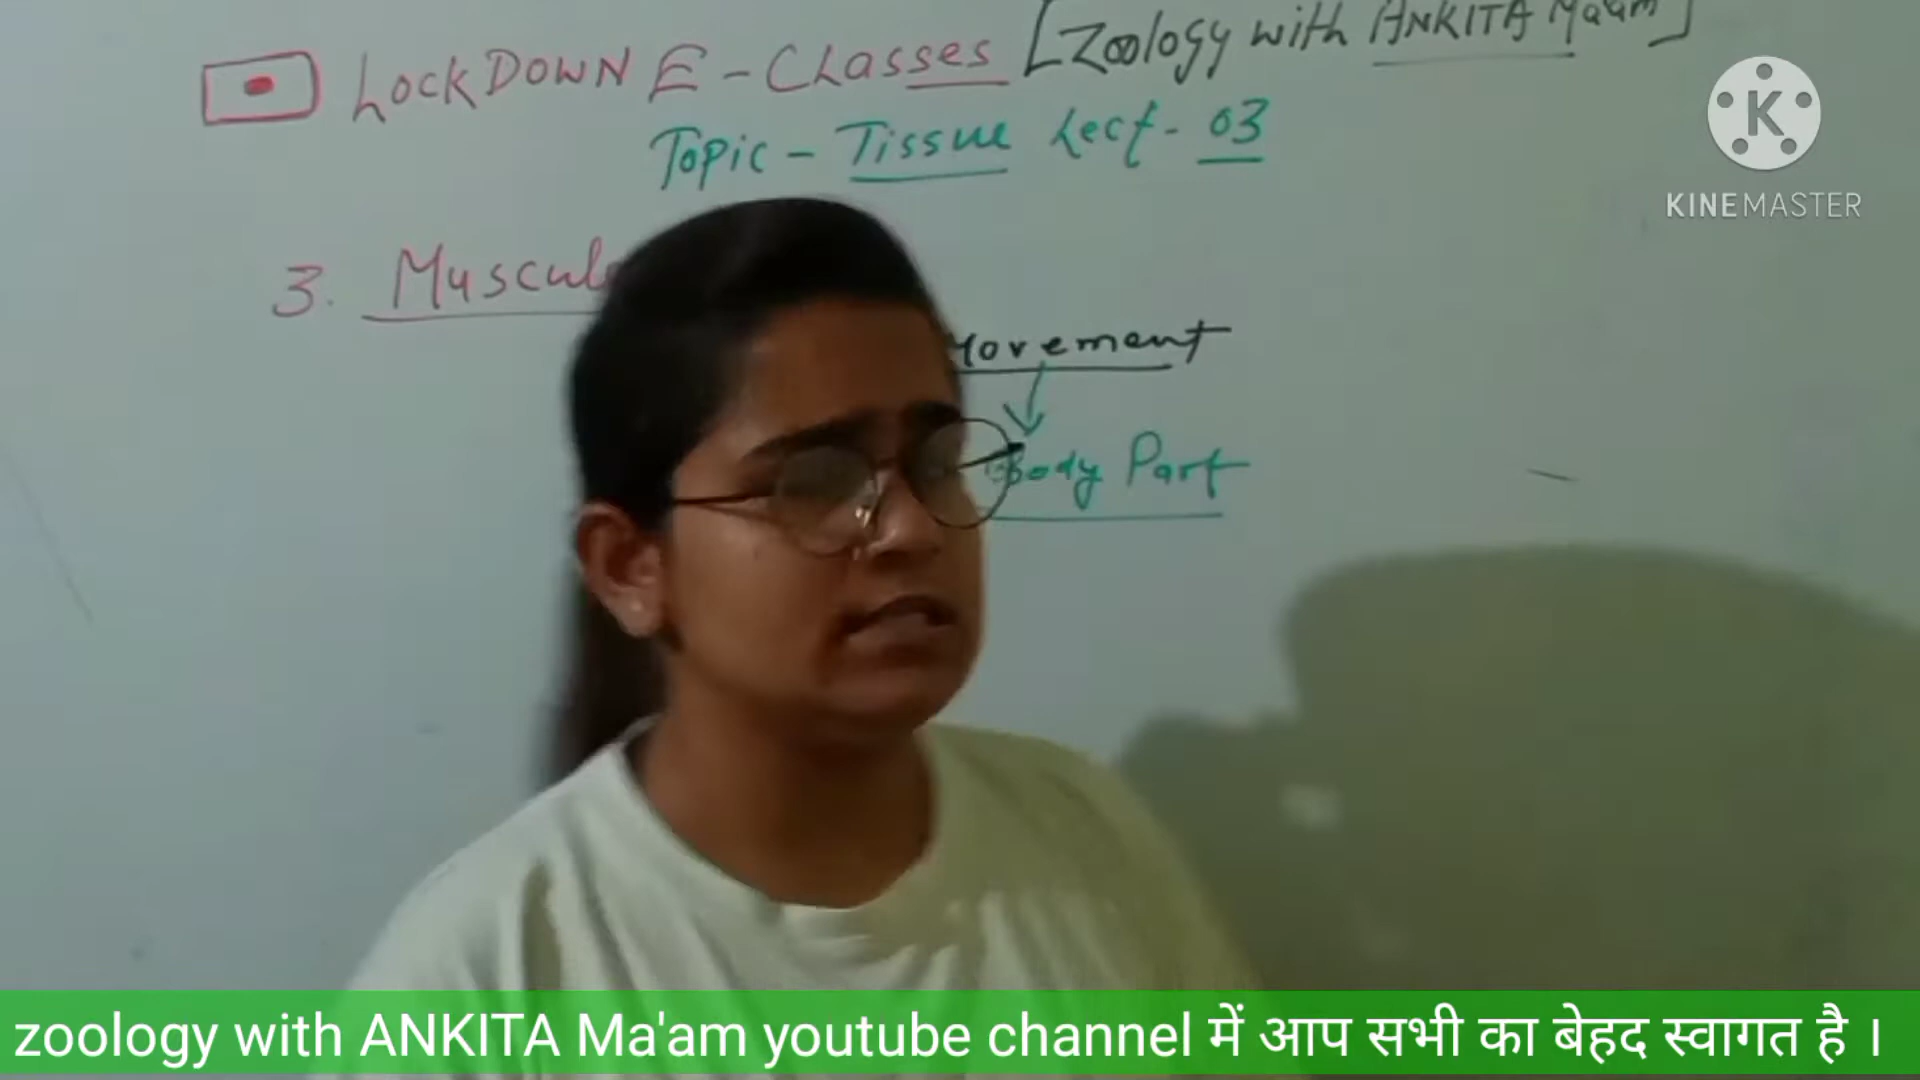 LOCKDOWN E-Classes [Zoology with ANKITA Ma'am]
Topic - Tissue Lect- 03
K
KINEMASTER
3. Muscul
Movement
Body Part
zoology with ANKITA Ma'am youtube channel में आप सभी का बेहद स्वागत है ।